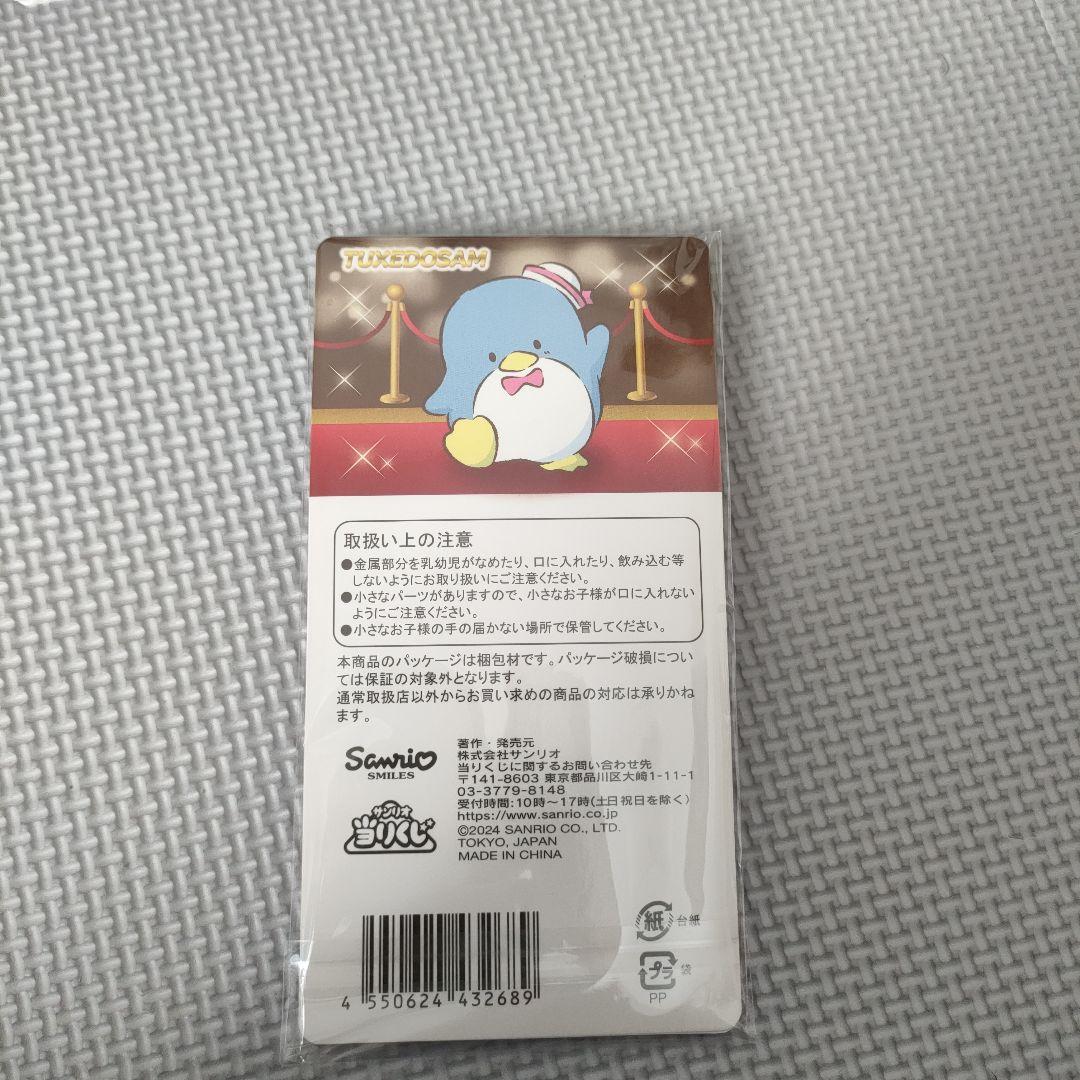 TUXEDOSAM
取扱い上の注意
●金属部分を乳幼児がなめたり、口に入れたり、飲み込む等
しないようにお取り扱いにご注意ください。
●小さなパーツがありますので、小さなお子様が口に入れない
ようにご注意ください。
●小さなお子様の手の届かない場所で保管してください。
本商品のパッケージは梱包材です。パッケージ破損につい
ては保証の対象外となります。
通常取扱店以外からお買い求めの商品の対応は承りかね
ます。
Sanrio
SMILES
サンリオ
当りくじ
著作・発売元
株式会社サンリオ
当りくじに関するお問い合わせ先
〒141-8603 東京都品川区大崎1-11-1
03-3779-8148
受付時間:10時～17時(土日祝日を除く)
https://www.sanrio.co.jp
©2024 SANRIO CO., LTD.
TOKYO, JAPAN
MADE IN CHINA
4 550624 432689
紙 台紙
プラ 袋
PP